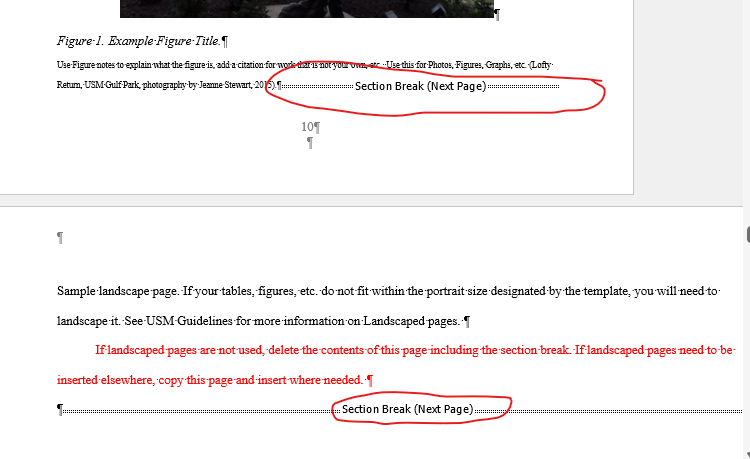 Figure 1. Example Figure Title.¶
Use Figure notes to explain what the figure is, add a citation for work that is not your own, etc. Use this for Photos, Figures, Graphs, etc. (Lofty
Return, USM Gulf Park, photography by Jeanne Stewart, 2015).¶ Section Break (Next Page)
10¶
¶
¶
Sample landscape page. If your tables, figures, etc. do not fit within the portrait size designated by the template, you will need to
landscape it. See USM Guidelines for more information on Landscaped pages. ¶
If landscaped pages are not used, delete the contents of this page including the section break. If landscaped pages need to be
inserted elsewhere, copy this page and insert where needed. ¶
¶ Section Break (Next Page)